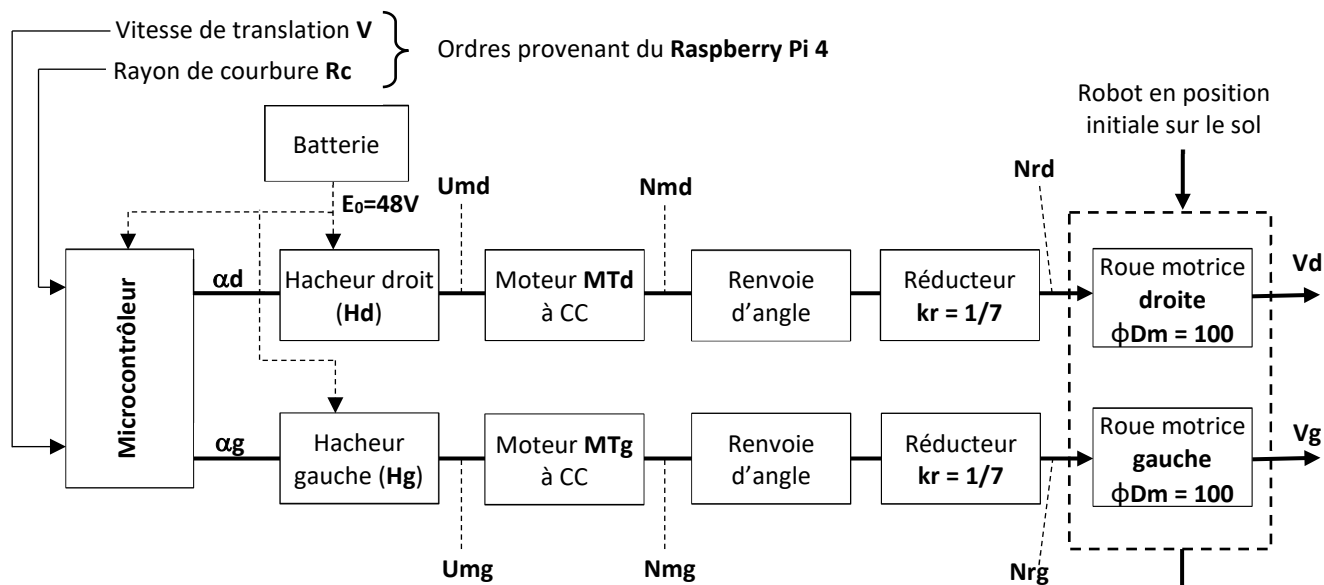 Vitesse de translation V
Rayon de courbure Rc
Ordres provenant du Raspberry Pi 4
Robot en position
initiale sur le sol
Batterie
E₀=48V
Umd
Nmd
Nrd
Microcontrôleur
αd
Hacheur droit
(Hd)
Moteur MTd
à CC
Renvoie
d'angle
Réducteur
kr = 1/7
Roue motrice
droite
ϕDm = 100
Vd
αg
Hacheur
gauche (Hg)
Moteur MTg
à CC
Renvoie
d'angle
Réducteur
kr = 1/7
Roue motrice
gauche
ϕDm = 100
Vg
Umg
Nmg
Nrg